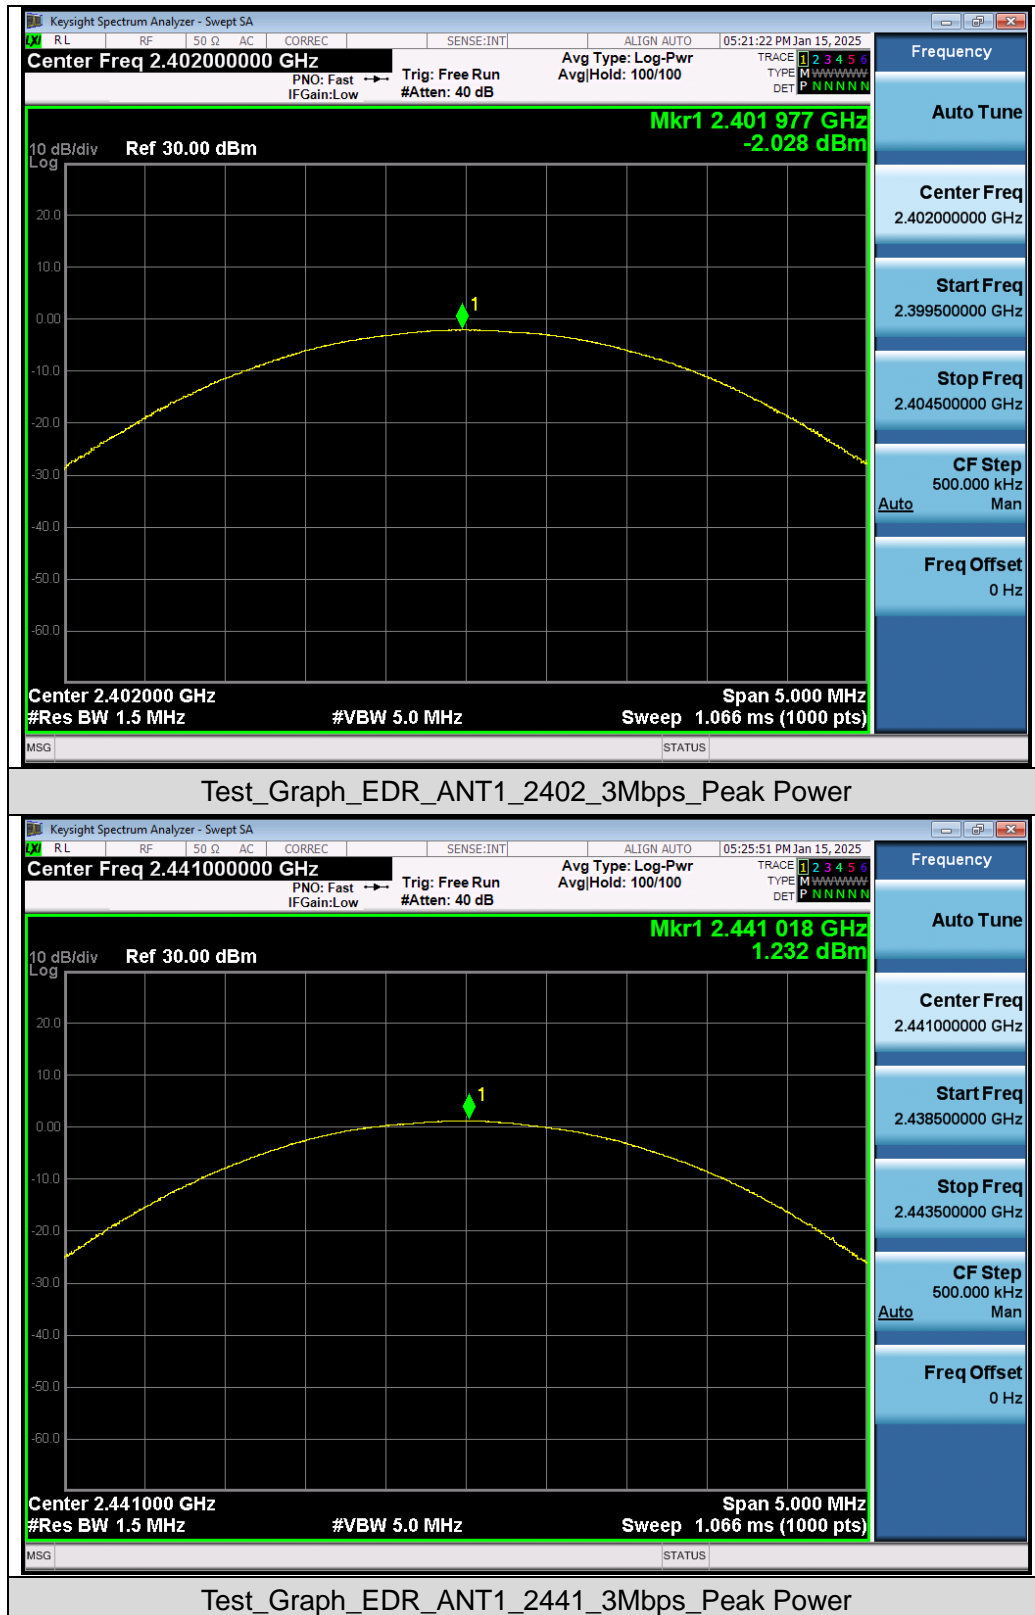 Keysight Spectrum Analyzer - Swept SA
LXI RL RF 50 Ω AC CORREC SENSE:INT ALIGN AUTO 05:21:22 PM Jan 15, 2025
Center Freq 2.402000000 GHz
PNO: Fast
IFGain:Low
Trig: Free Run
#Atten: 40 dB
Avg Type: Log-Pwr
Avg|Hold: 100/100
TRACE 1 2 3 4 5 6
TYPE M WWWWW
DET P N N N N N
Mkr1 2.401 977 GHz
-2.028 dBm
10 dB/div Ref 30.00 dBm
Log
20.0
10.0
0.00
-10.0
-20.0
-30.0
-40.0
-50.0
-60.0
1
Center 2.402000 GHz Span 5.000 MHz
#Res BW 1.5 MHz #VBW 5.0 MHz Sweep 1.066 ms (1000 pts)
MSG STATUS
Frequency
Auto Tune
Center Freq
2.402000000 GHz
Start Freq
2.399500000 GHz
Stop Freq
2.404500000 GHz
CF Step
500.000 kHz
Auto Man
Freq Offset
0 Hz
Test_Graph_EDR_ANT1_2402_3Mbps_Peak Power
Keysight Spectrum Analyzer - Swept SA
LXI RL RF 50 Ω AC CORREC SENSE:INT ALIGN AUTO 05:25:51 PM Jan 15, 2025
Center Freq 2.441000000 GHz
PNO: Fast
IFGain:Low
Trig: Free Run
#Atten: 40 dB
Avg Type: Log-Pwr
Avg|Hold: 100/100
TRACE 1 2 3 4 5 6
TYPE M WWWWW
DET P N N N N N
Mkr1 2.441 018 GHz
1.232 dBm
10 dB/div Ref 30.00 dBm
Log
20.0
10.0
0.00
-10.0
-20.0
-30.0
-40.0
-50.0
-60.0
1
Center 2.441000 GHz Span 5.000 MHz
#Res BW 1.5 MHz #VBW 5.0 MHz Sweep 1.066 ms (1000 pts)
MSG STATUS
Frequency
Auto Tune
Center Freq
2.441000000 GHz
Start Freq
2.438500000 GHz
Stop Freq
2.443500000 GHz
CF Step
500.000 kHz
Auto Man
Freq Offset
0 Hz
Test_Graph_EDR_ANT1_2441_3Mbps_Peak Power